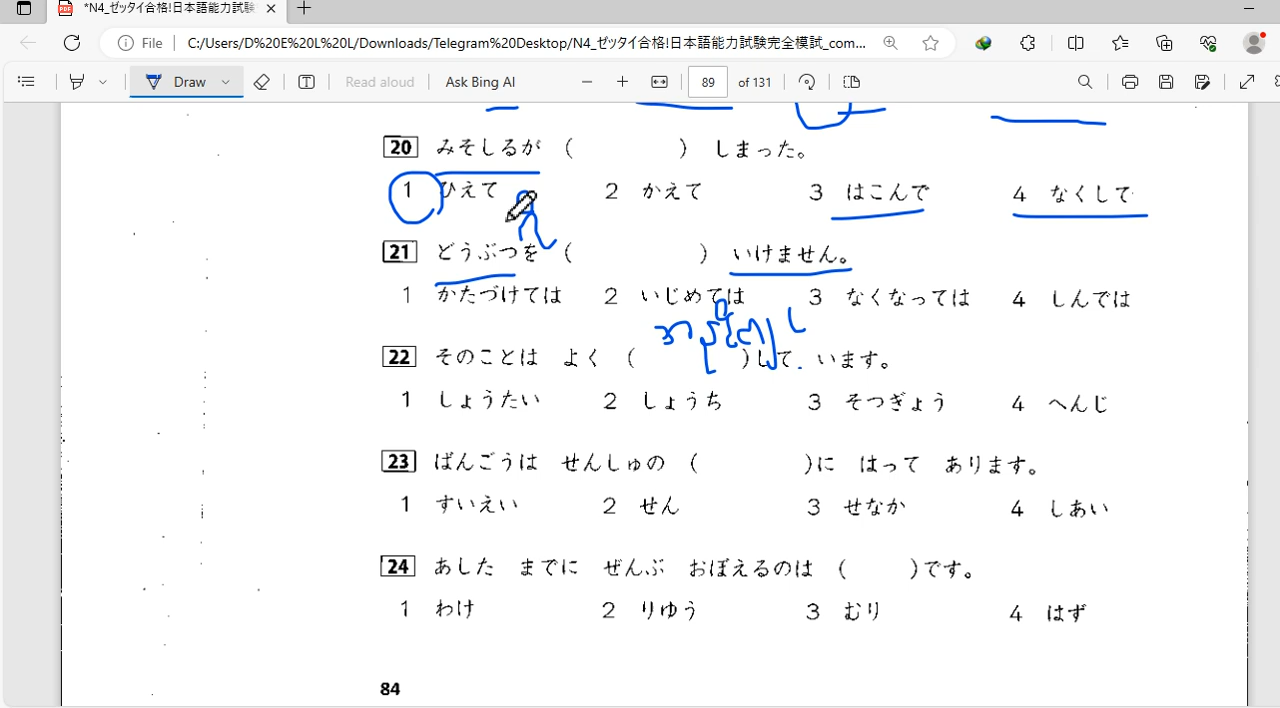 *N4_ゼッタイ合格!日本語能力試験
File C:/Users/D%20E%20L%20L/Downloads/Telegram%20Desktop/N4_ゼッタイ合格!日本語能力試験完全模試_com...
Draw Read aloud Ask Bing AI 89 of 131
20 みそしるが ( ) しまった。
1 ひえて 2 かえて 3 はこんで 4 なくして
21 どうぶつを ( ) いけません。
1 かたづけては 2 いじめては 3 なくなっては 4 しんでは
22 そのことは よく ( )して います。
1 しょうたい 2 しょうち 3 そつぎょう 4 へんじ
23 ばんごうは せんしゅの ( )に はって あります。
1 すいえい 2 せん 3 せなか 4 しあい
24 あした までに ぜんぶ おぼえるのは ( )です。
1 わけ 2 りゆう 3 むり 4 はず
84